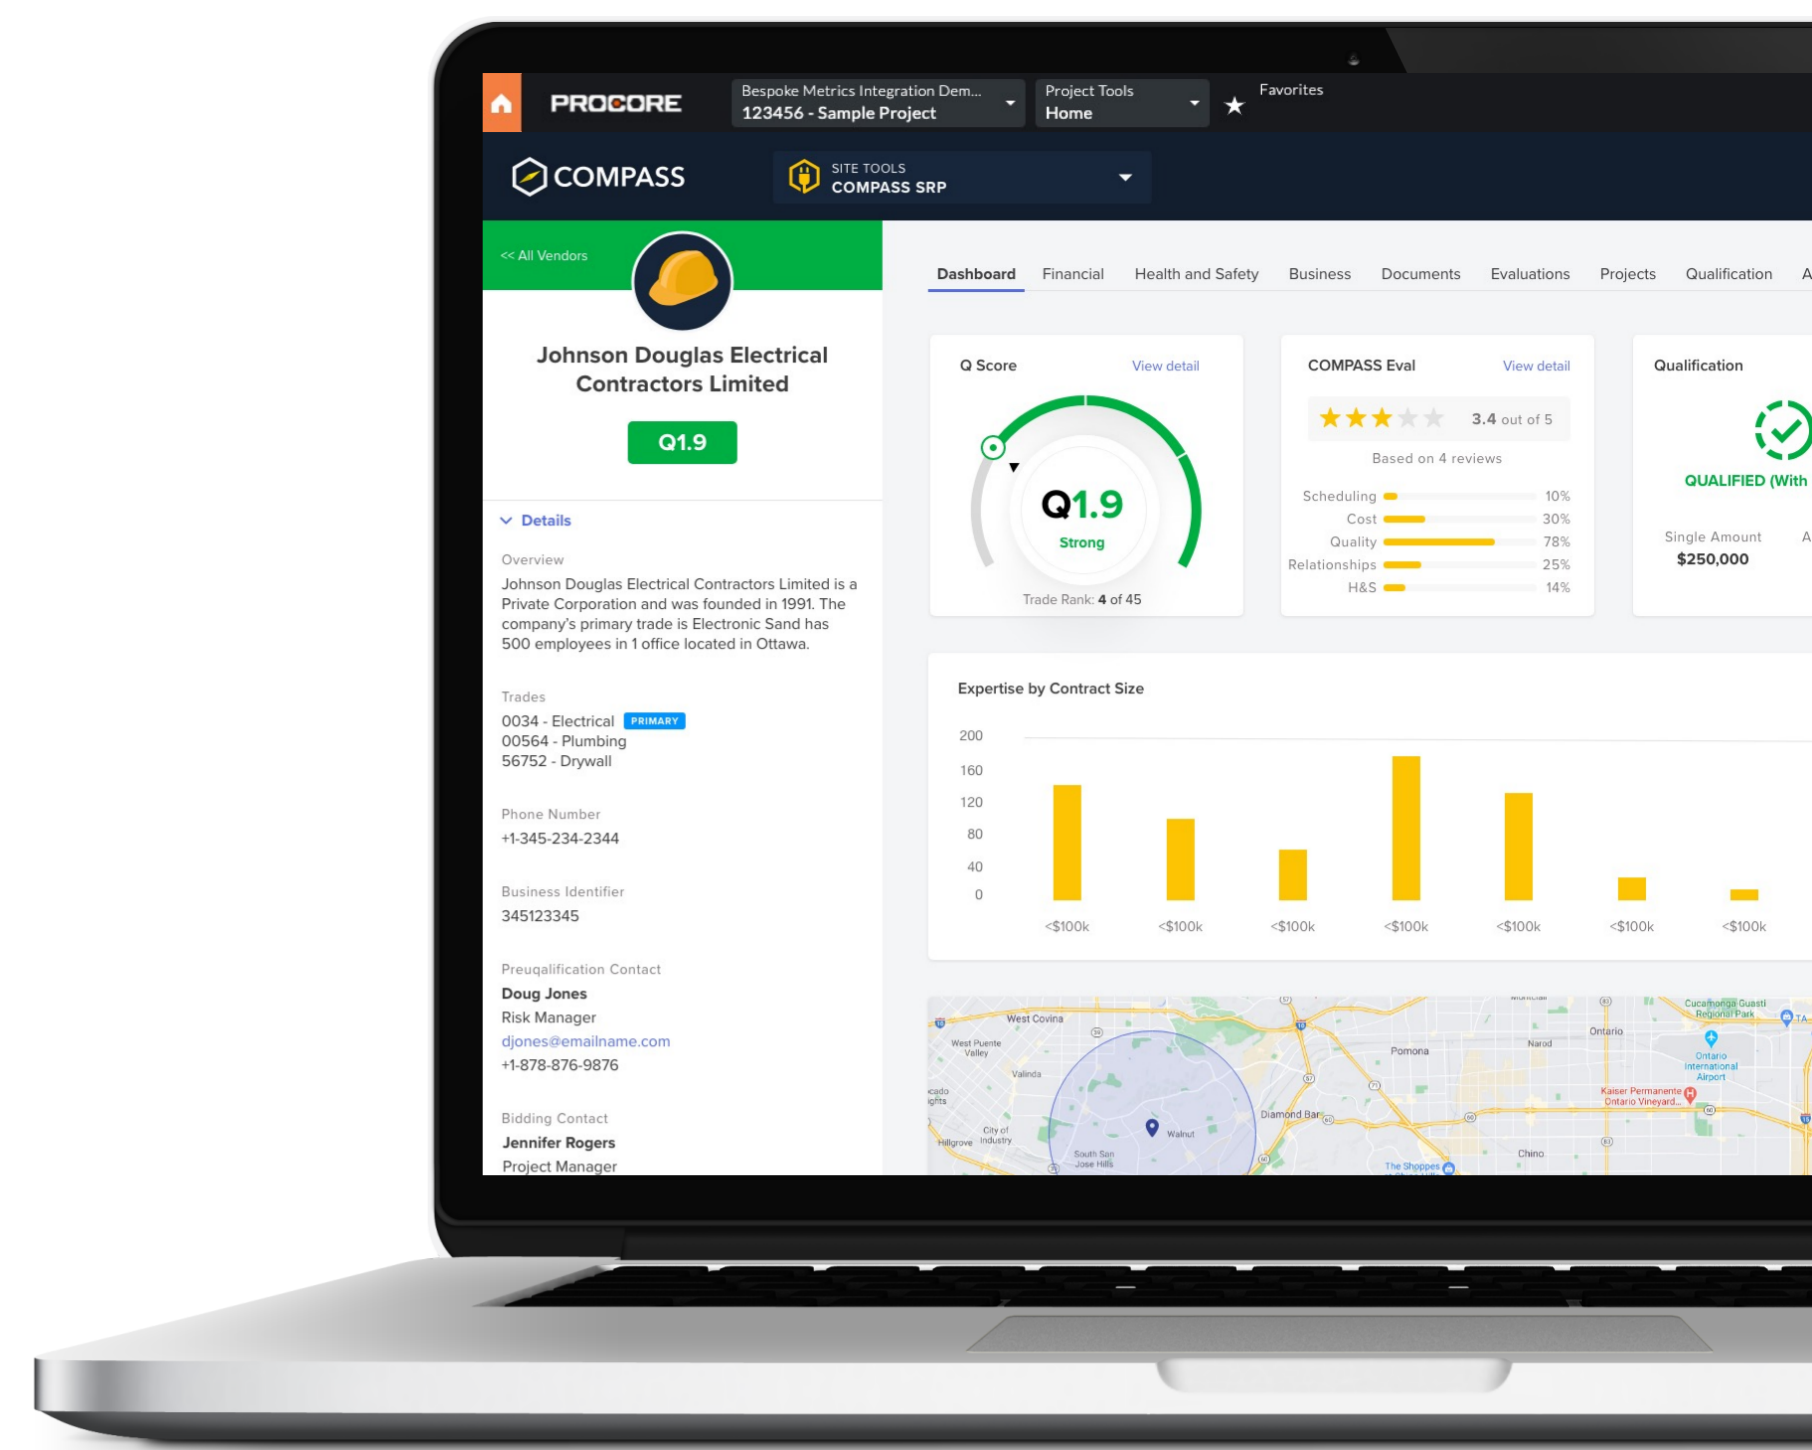 PROCORE
Bespoke Metrics Integration Dem...
123456 - Sample Project
Project Tools
Home
Favorites
COMPASS
SITE TOOLS
COMPASS SRP
<< All Vendors
Johnson Douglas Electrical
Contractors Limited
Q1.9
Details
Overview
Johnson Douglas Electrical Contractors Limited is a
Private Corporation and was founded in 1991. The
company's primary trade is Electronic Sand has
500 employees in 1 office located in Ottawa.
Trades
0034 - Electrical PRIMARY
00564 - Plumbing
56752 - Drywall
Phone Number
+1-345-234-2344
Business Identifier
345123345
Preuqalification Contact
Doug Jones
Risk Manager
djones@emailname.com
+1-878-876-9876
Bidding Contact
Jennifer Rogers
Project Manager
Dashboard Financial Health and Safety Business Documents Evaluations Projects Qualification A
Q Score View detail
Q1.9
Strong
Trade Rank: 4 of 45
COMPASS Eval View detail
3.4 out of 5
Based on 4 reviews
Scheduling 10%
Cost 30%
Quality 78%
Relationships 25%
H&S 14%
Qualification
QUALIFIED (With
Single Amount A
$250,000
Expertise by Contract Size
200
160
120
80
40
0
<$100k <$100k <$100k <$100k <$100k <$100k <$100k
West Covina
West Puente
Valley
Valinda
City of
Industry
Hillgrove
South San
Jose Hills
Walnut
Diamond Bar
Pomona
Ontario
Narod
Cucamonga Guasti
Regional Park
TA
Ontario
International
Airport
Kaiser Permanente
Ontario Vineyard...
Chino
The Shoppes